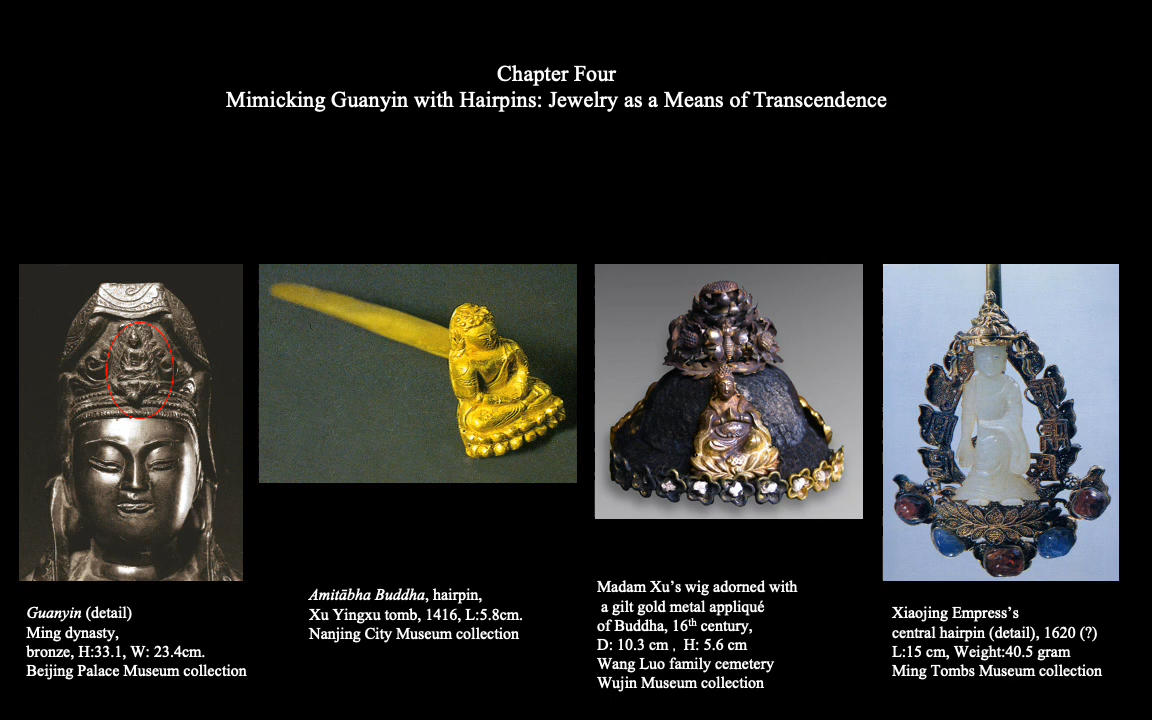 Chapter Four
Mimicking Guanyin with Hairpins: Jewelry as a Means of Transcendence
Guanyin (detail)
Ming dynasty,
bronze, H:33.1, W: 23.4cm.
Beijing Palace Museum collection
Amitābha Buddha, hairpin,
Xu Yingxu tomb, 1416, L:5.8cm.
Nanjing City Museum collection
Madam Xu’s wig adorned with
a gilt gold metal appliqué
of Buddha, 16th century,
D: 10.3 cm , H: 5.6 cm
Wang Luo family cemetery
Wujin Museum collection
Xiaojing Empress’s
central hairpin (detail), 1620 (?)
L:15 cm, Weight:40.5 gram
Ming Tombs Museum collection